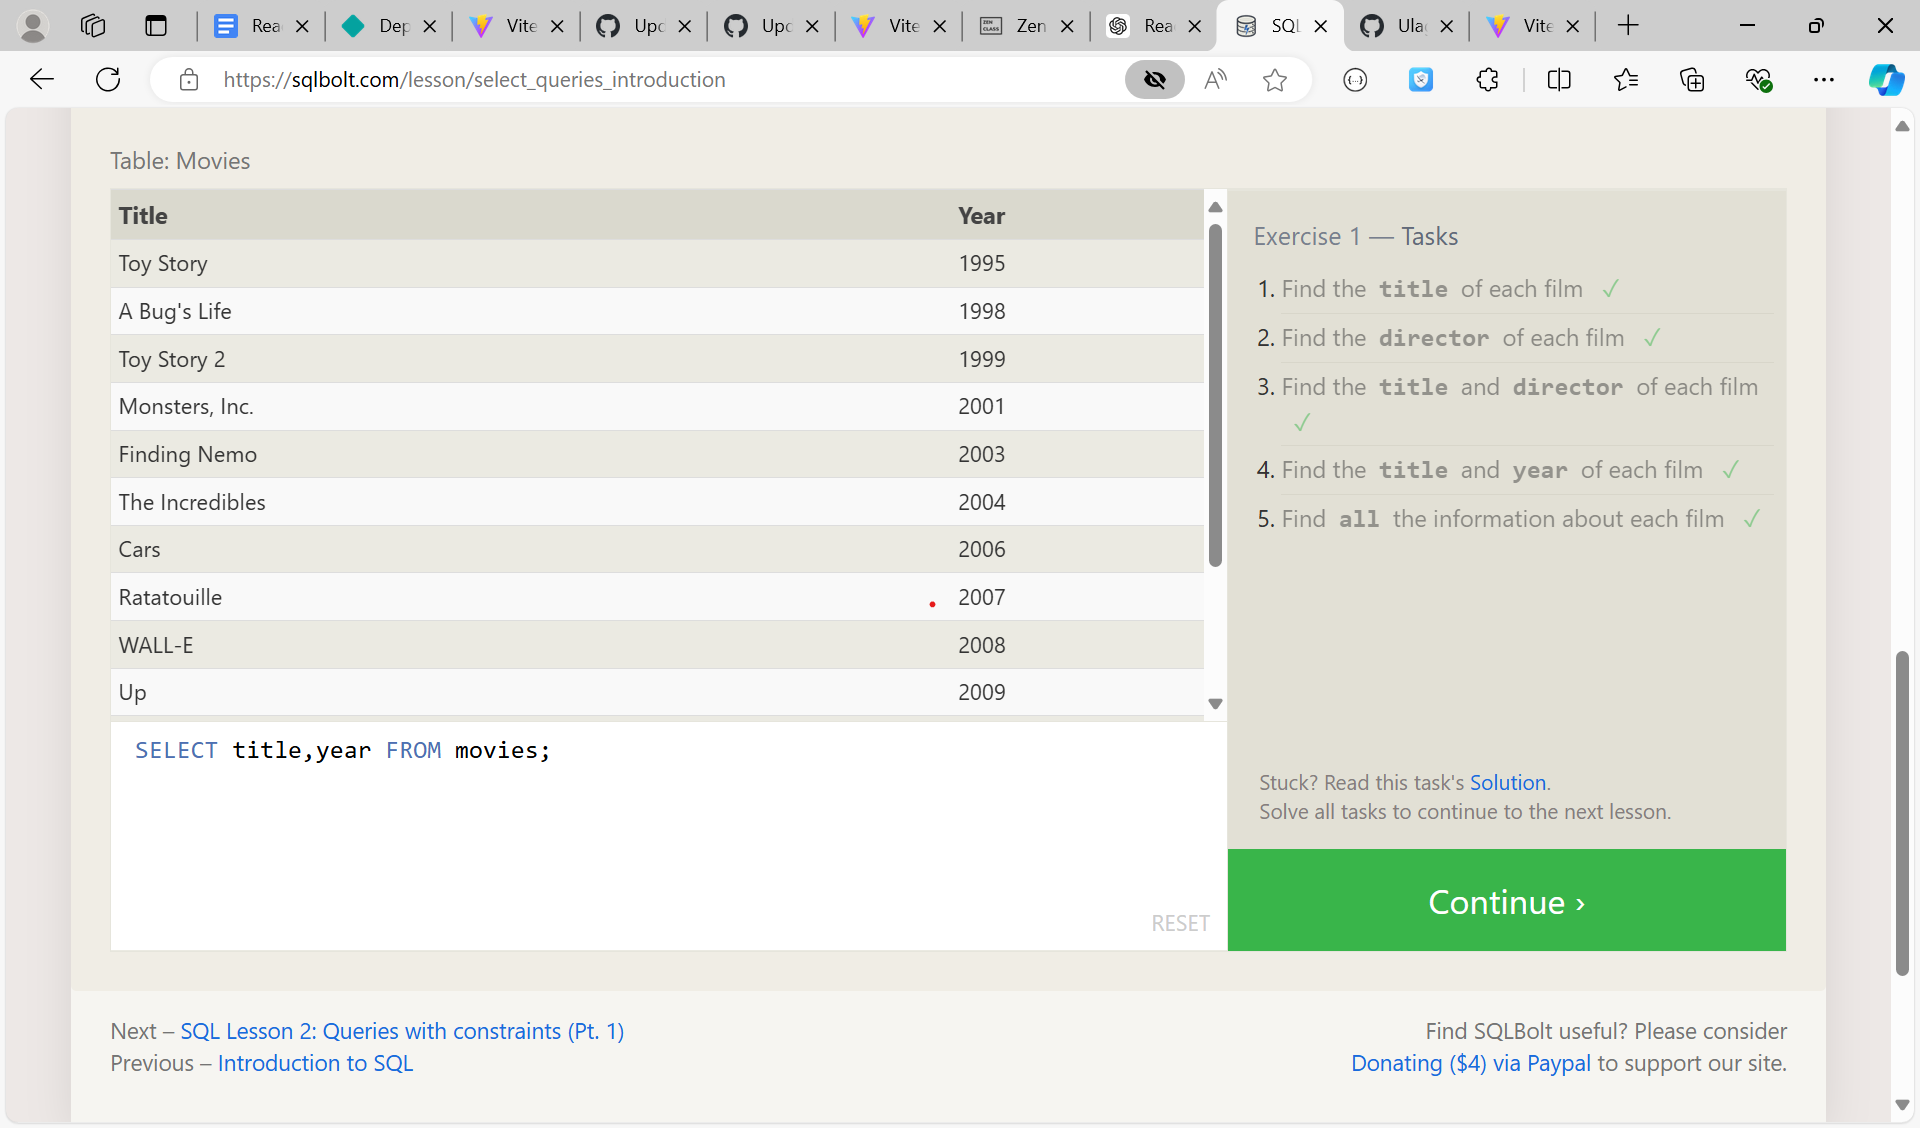 Rea
Dep
Vite
Upd
Upd
Vite
Zen
Rea
SQL
Ulag
Vite
https://sqlbolt.com/lesson/select_queries_introduction
Table: Movies
Title Year
Toy Story 1995
A Bug's Life 1998
Toy Story 2 1999
Monsters, Inc. 2001
Finding Nemo 2003
The Incredibles 2004
Cars 2006
Ratatouille 2007
WALL-E 2008
Up 2009
SELECT title,year FROM movies;
RESET
Exercise 1 — Tasks
1. Find the title of each film ✓
2. Find the director of each film ✓
3. Find the title and director of each film
✓
4. Find the title and year of each film ✓
5. Find all the information about each film ✓
Stuck? Read this task's Solution.
Solve all tasks to continue to the next lesson.
Continue ›
Next – SQL Lesson 2: Queries with constraints (Pt. 1)
Previous – Introduction to SQL
Find SQLBolt useful? Please consider
Donating ($4) via Paypal to support our site.